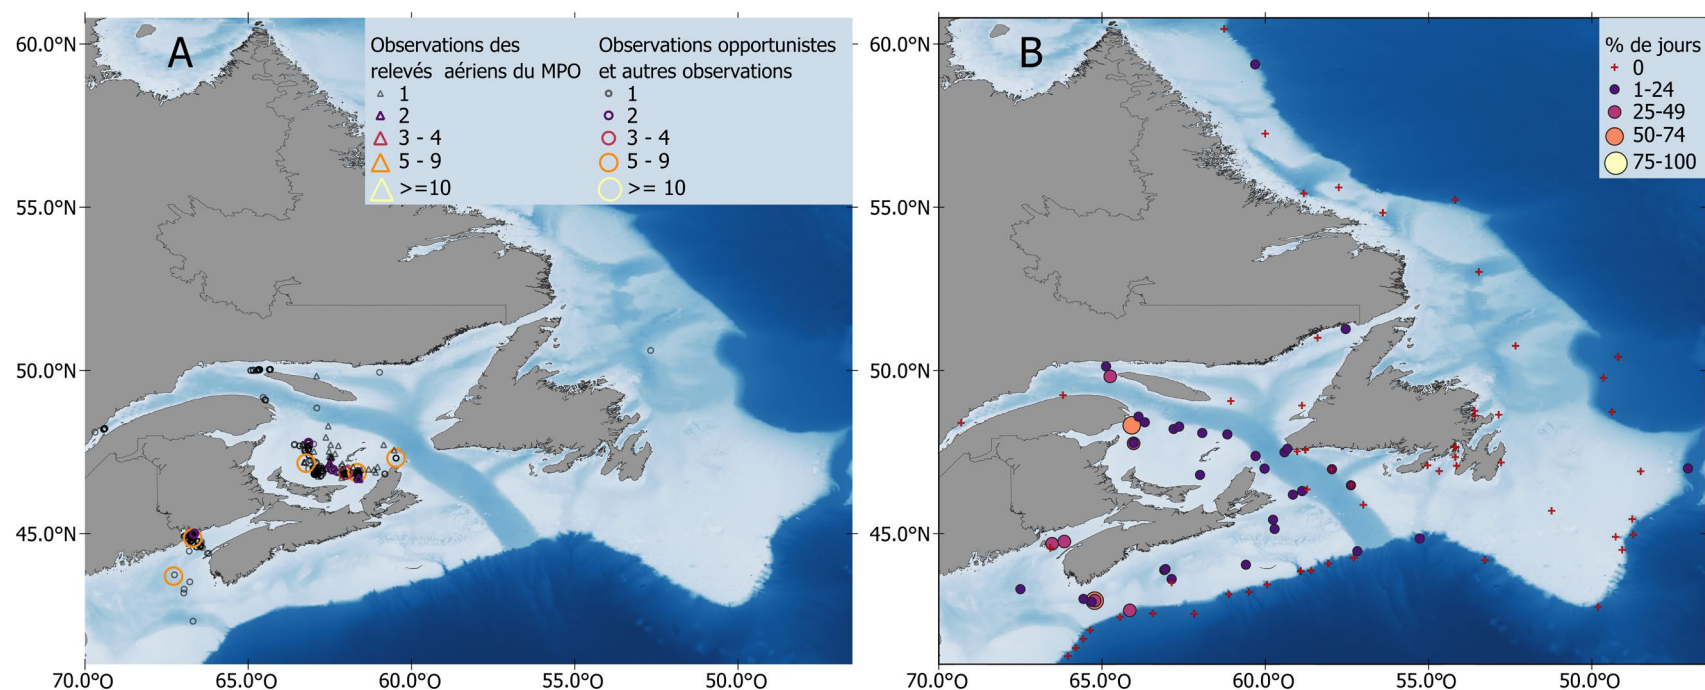 A
Observations des
relevés aériens du MPO
1
2
3 - 4
5 - 9
>=10
Observations opportunistes
et autres observations
1
2
3 - 4
5 - 9
>= 10
60.0°N
55.0°N
50.0°N
45.0°N
70.0°O
65.0°O
60.0°O
55.0°O
50.0°O
B
% de jours
0
1-24
25-49
50-74
75-100
60.0°N
55.0°N
50.0°N
45.0°N
70.0°O
65.0°O
60.0°O
55.0°O
50.0°O